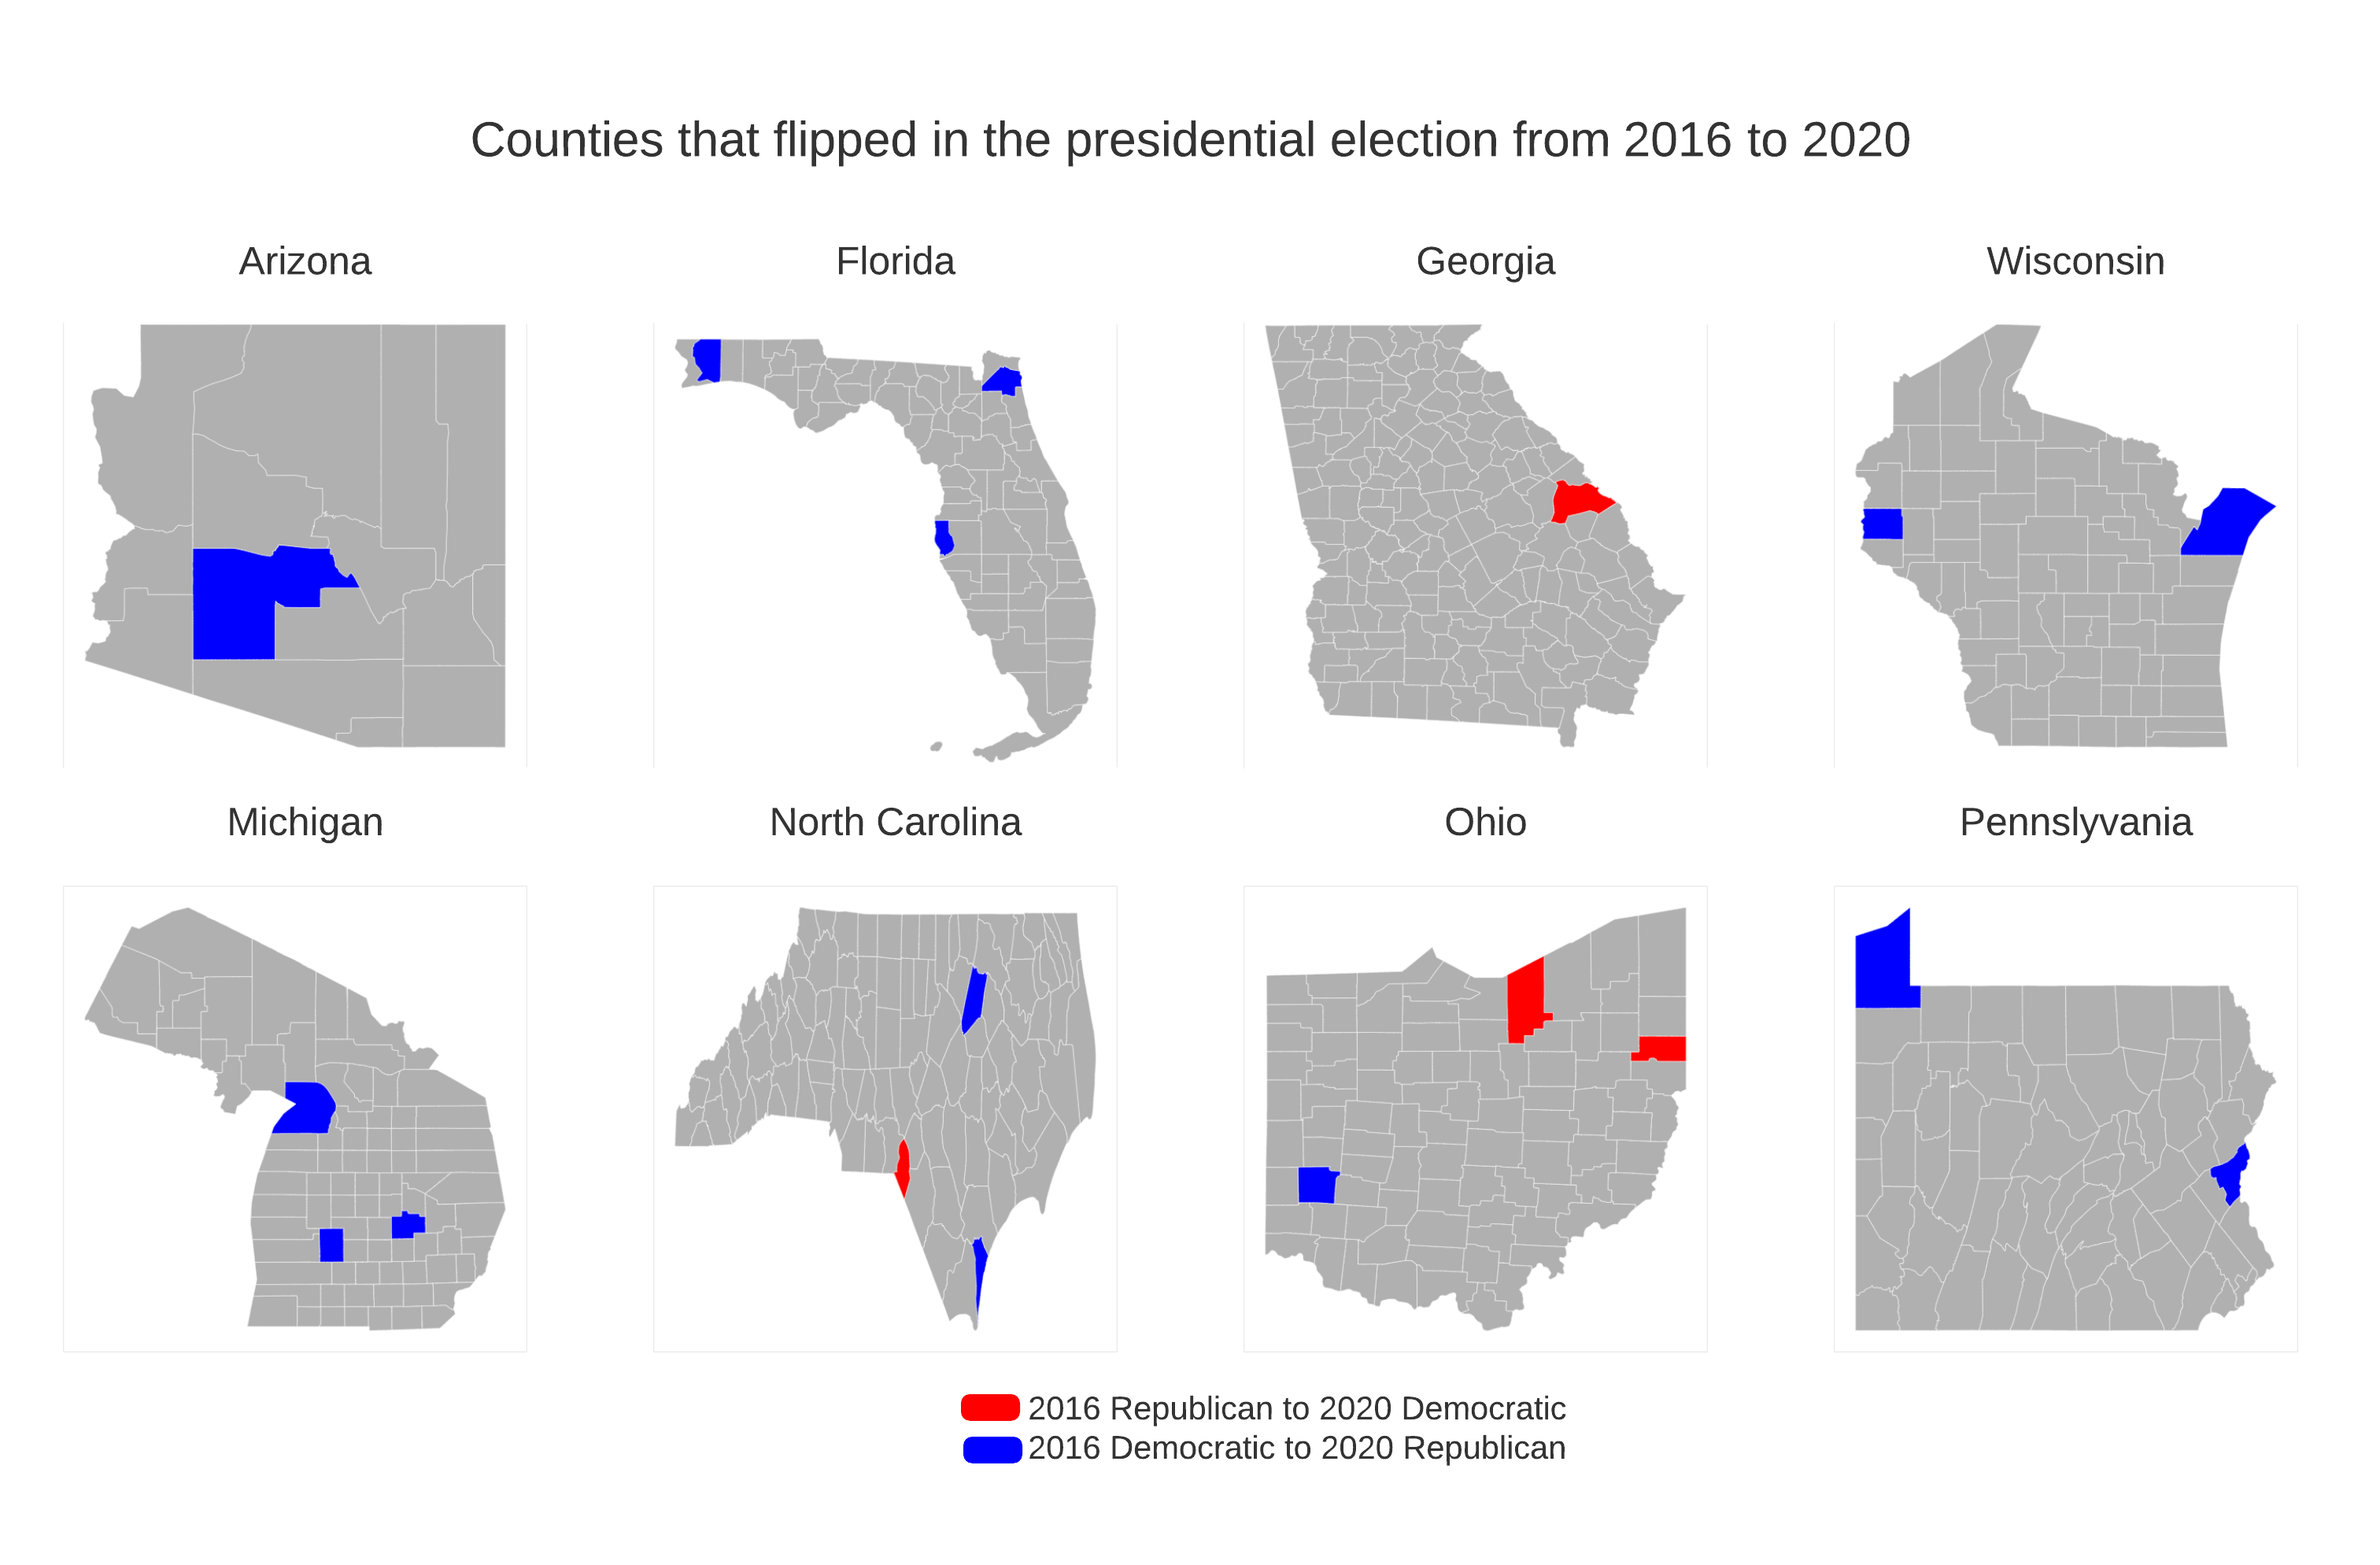 Counties that flipped in the presidential election from 2016 to 2020
Arizona
Florida
Georgia
Wisconsin
Michigan
North Carolina
Ohio
Pennslyvania
2016 Republican to 2020 Democratic
2016 Democratic to 2020 Republican